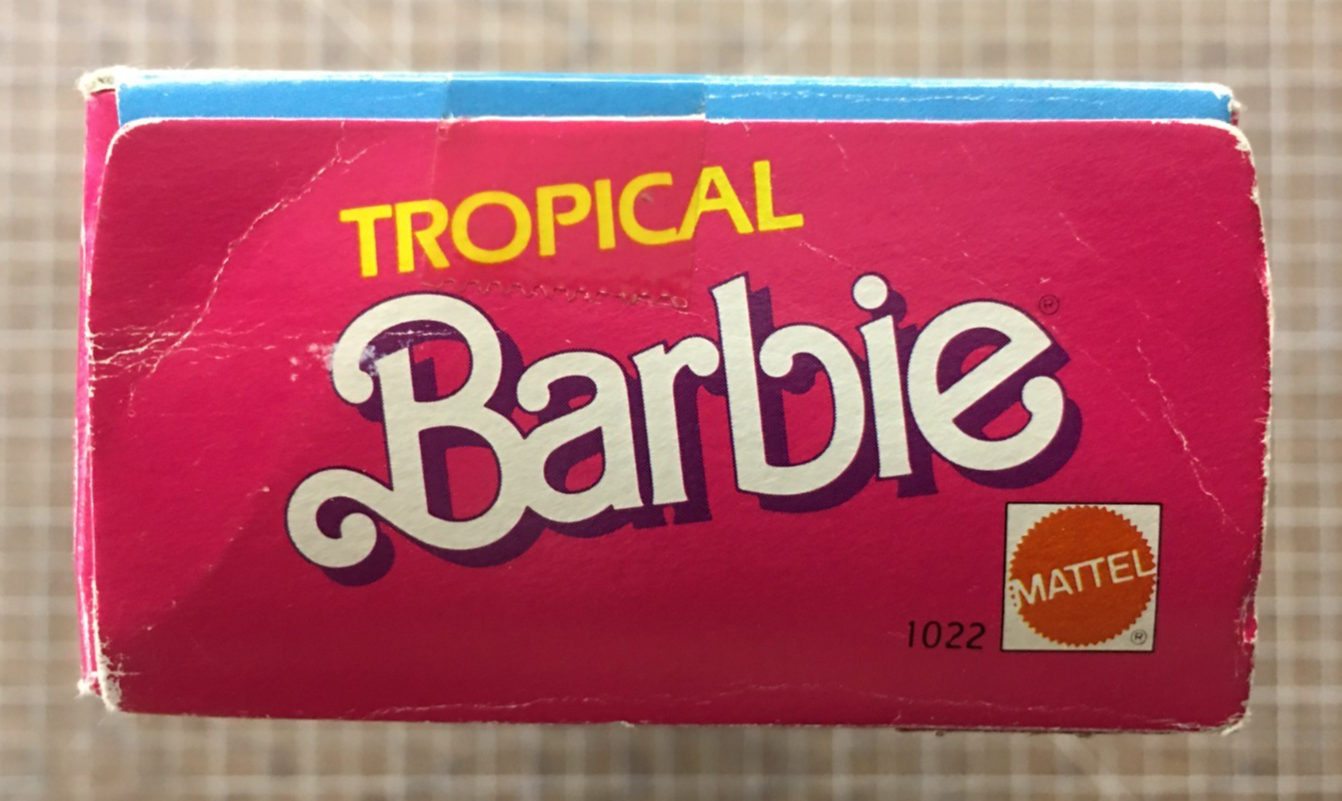 TROPICAL
Barbie®
MATTEL
1022
®